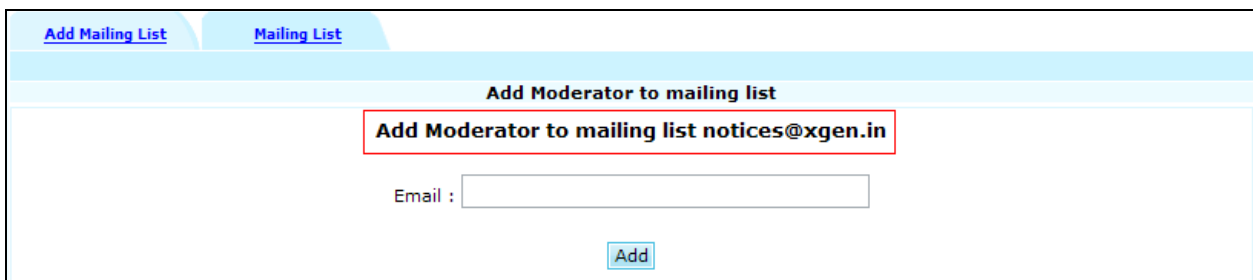 Add Mailing List Mailing List
Add Moderator to mailing list
Add Moderator to mailing list notices@xgen.in
Email :
Add